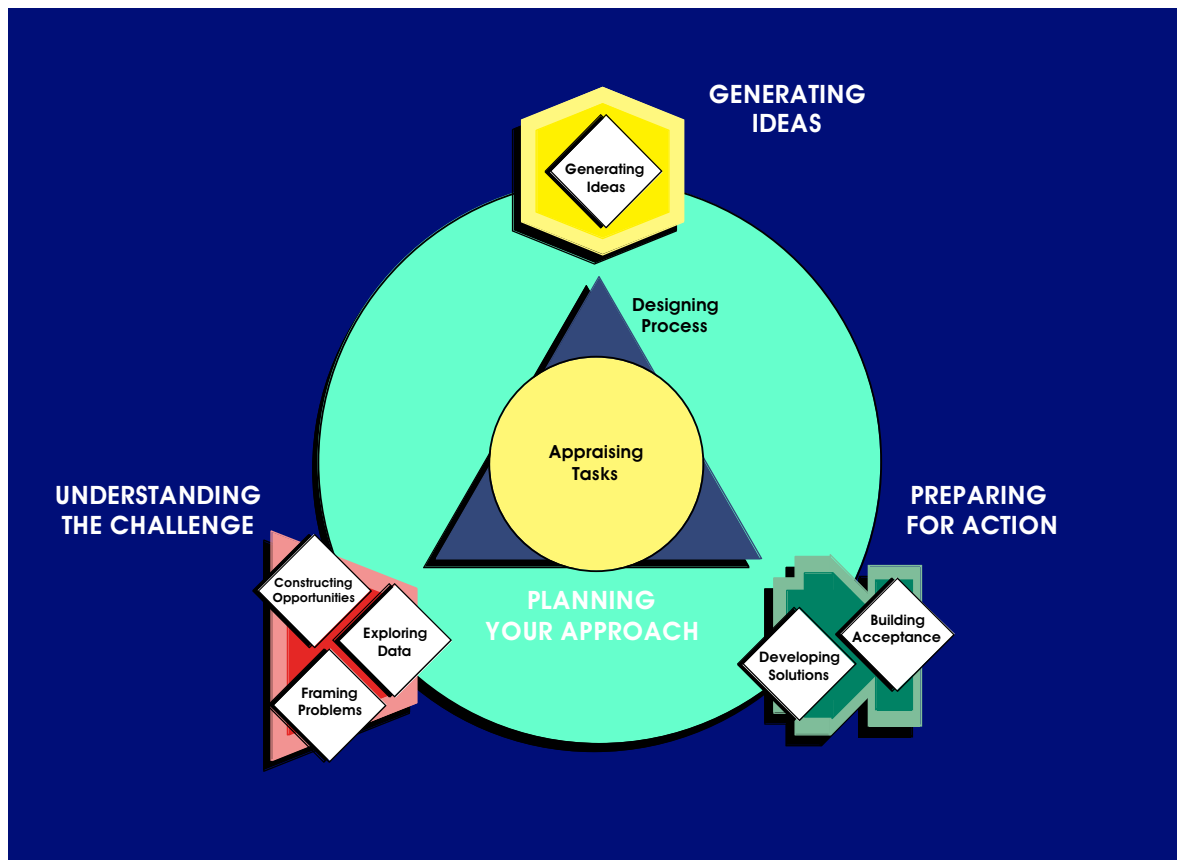 GENERATING
IDEAS
Generating
Ideas
Designing
Process
Appraising
Tasks
UNDERSTANDING
THE CHALLENGE
PREPARING
FOR ACTION
Constructing
Opportunities
Exploring
Data
Framing
Problems
PLANNING
YOUR APPROACH
Building
Acceptance
Developing
Solutions